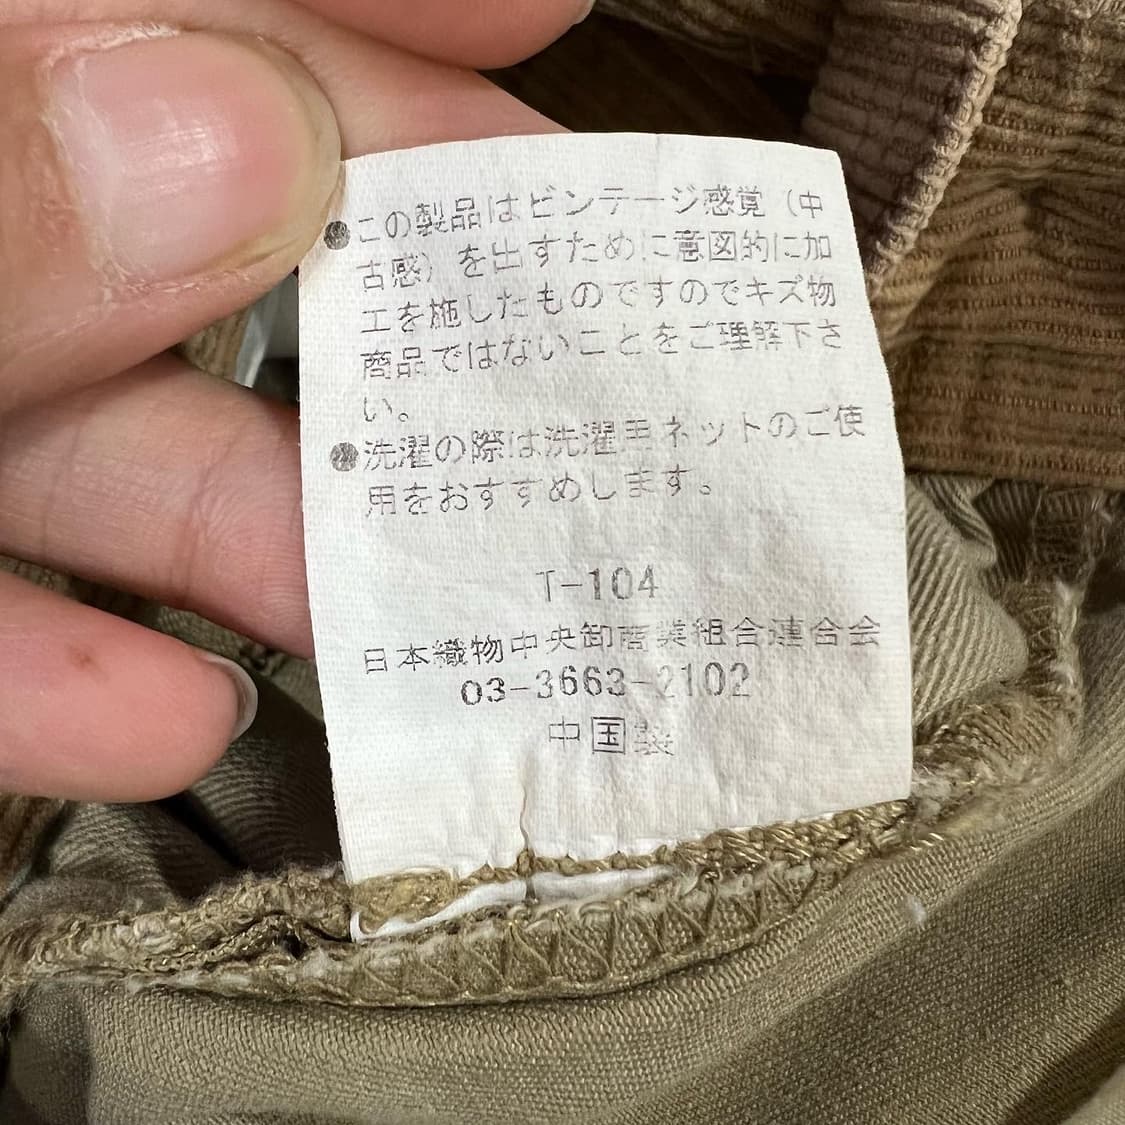 ●この製品はビンテージ感覚（中
古感）を出すために意図的に加
工を施したものですのでキズ物
商品ではないことをご理解下さ
い。
●洗濯の際は洗濯用ネットのご使
用をおすすめします。
T-104
日本織物中央卸商業組合連合会
03-3663-2102
中国製